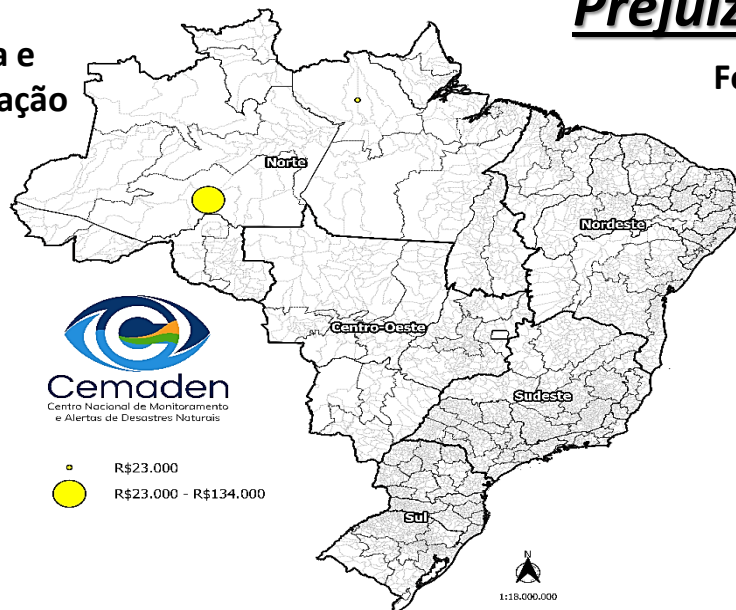 Prejuíz
a e
ação
Fe
Norte
Nordeste
Centro-Oeste
Sudeste
Sul
Cemaden
Centro Nacional de Monitoramento
e Alertas de Desastres Naturais
R$23.000
R$23.000 - R$134.000
N
1:18.000.000